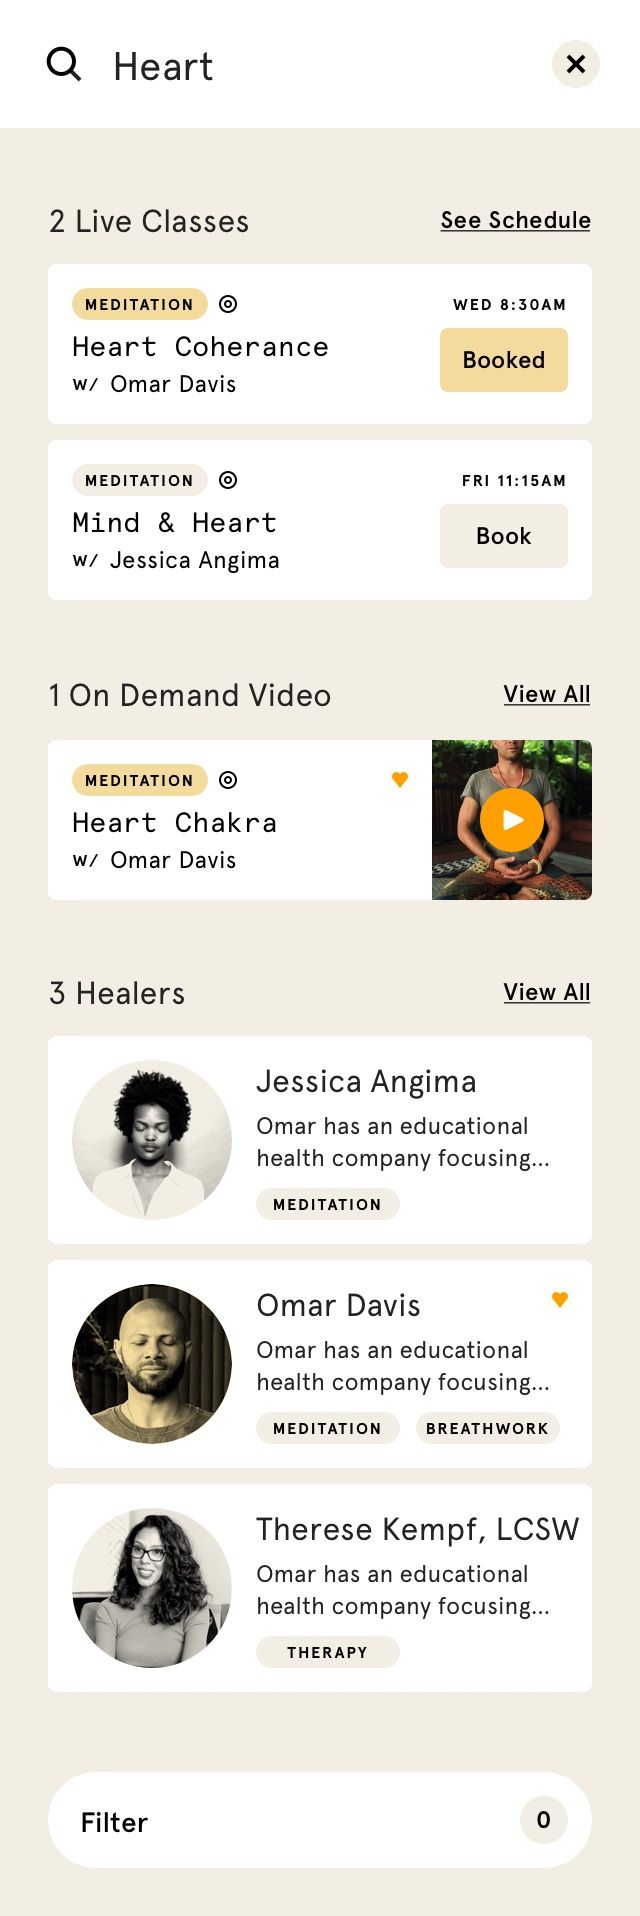 Heart
2 Live Classes
See Schedule
MEDITATION
WED 8:30AM
Heart Coherance
Booked
W/ Omar Davis
MEDITATION
FRI 11:15AM
Mind & Heart
Book
W/ Jessica Angima
1 On Demand Video
View All
MEDITATION
Heart Chakra
W/ Omar Davis
3 Healers
View All
Jessica Angima
Omar has an educational
health company focusing...
MEDITATION
Omar Davis
Omar has an educational
health company focusing...
MEDITATION BREATHWORK
Therese Kempf, LCSW
Omar has an educational
health company focusing...
THERAPY
Filter
0